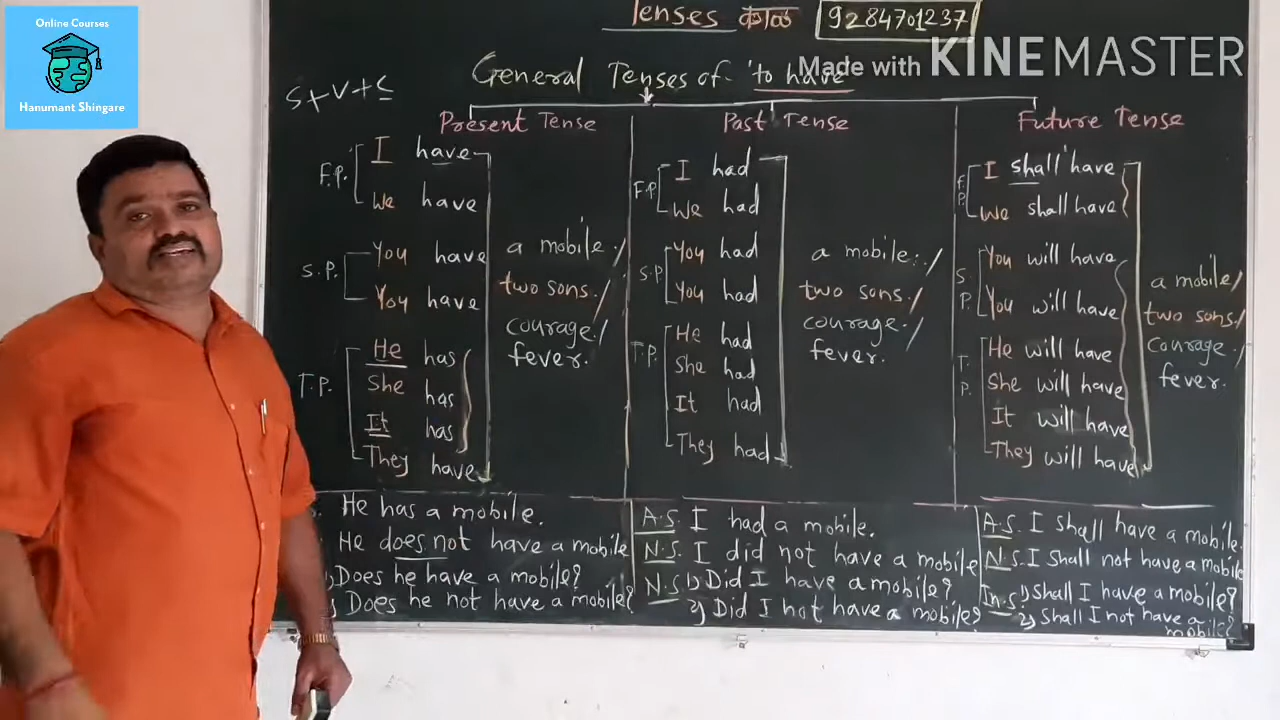 Online Courses
Hanumant Shingare
Tenses काळ 9284701237
Made with KINEMASTER
General Tenses of 'to have'
S+V+C
Present Tense
F.P. I have
We have
S.P. You have
You have
T.P. He has
She has
It has
They have
a mobile./
two sons./
courage./
fever.
Past Tense
F.P. I had
We had
S.P You had
You had
T.P. He had
She had
It had
They had
a mobile./
two sons./
courage./
fever.
Future Tense
F.P. I shall have
We shall have
S.P. You will have
You will have
T.P. He will have
She will have
It will have
They will have
a mobile/
two sons./
courage./
fever.
He has a mobile.
He does not have a mobile
Does he have a mobile?
Does he not have a mobile?
A.S. I had a mobile.
N.S. I did not have a mobile
N.S. 1) Did I have a mobile?
2) Did I not have a mobile?
A.S. I shall have a mobile.
N.S. I shall not have a mobile
In.S. 1) shall I have a mobile?
2) shall I not have a
mobile?